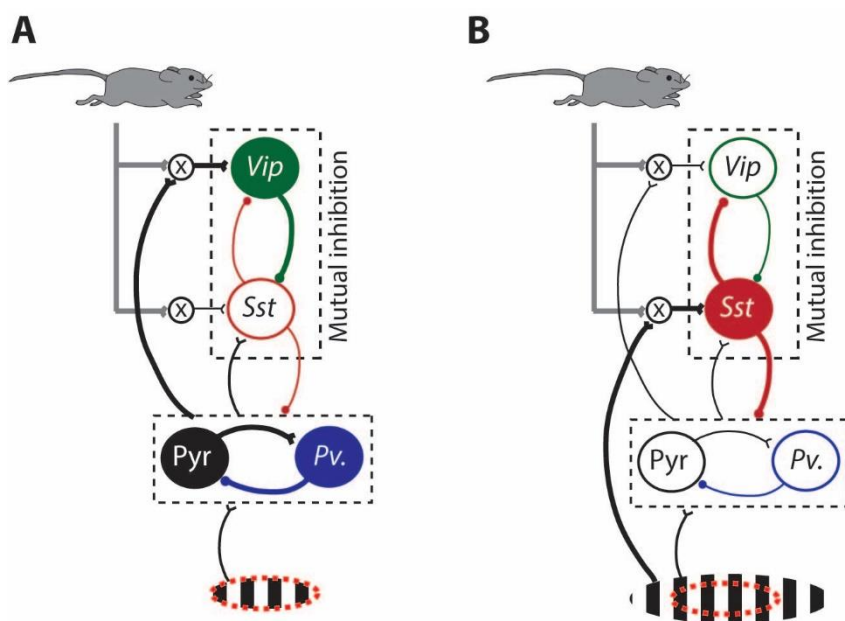 A
B
X
Vip
Mutual inhibition
X
Sst
Pyr
Pv.
X
Vip
Mutual inhibition
X
Sst
Pyr
Pv.